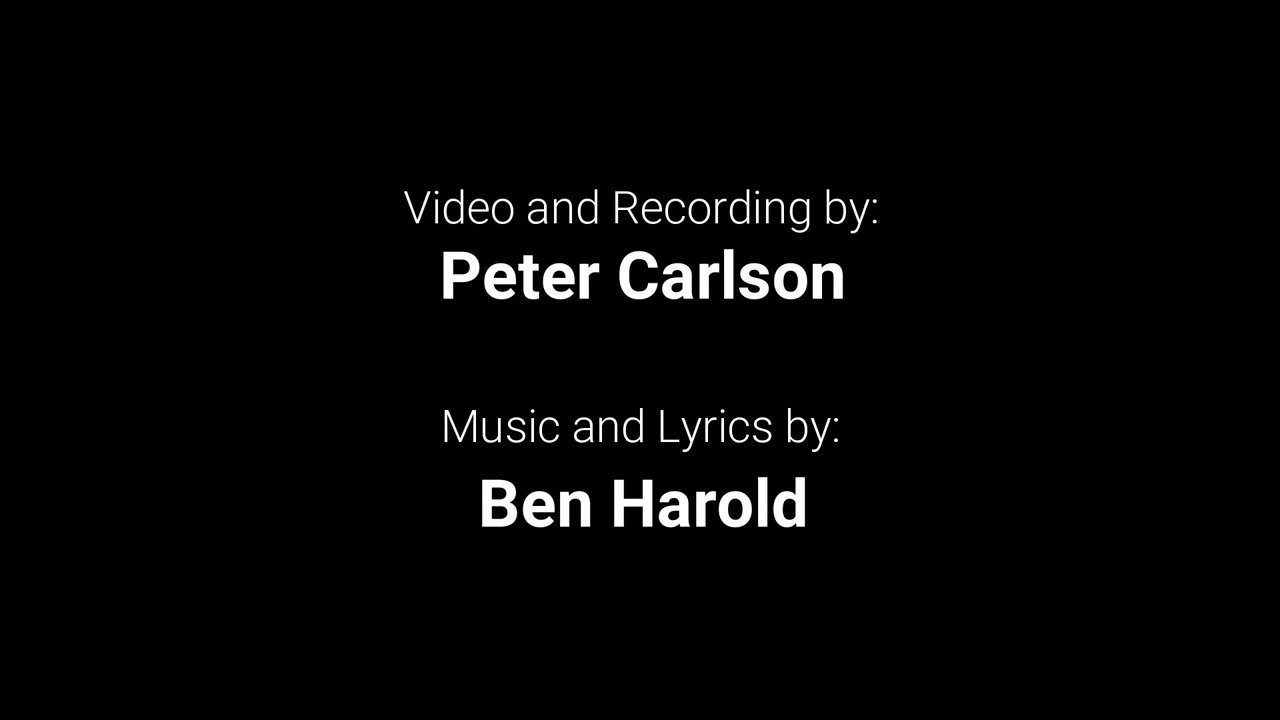 Video and Recording by:
Peter Carlson
Music and Lyrics by:
Ben Harold